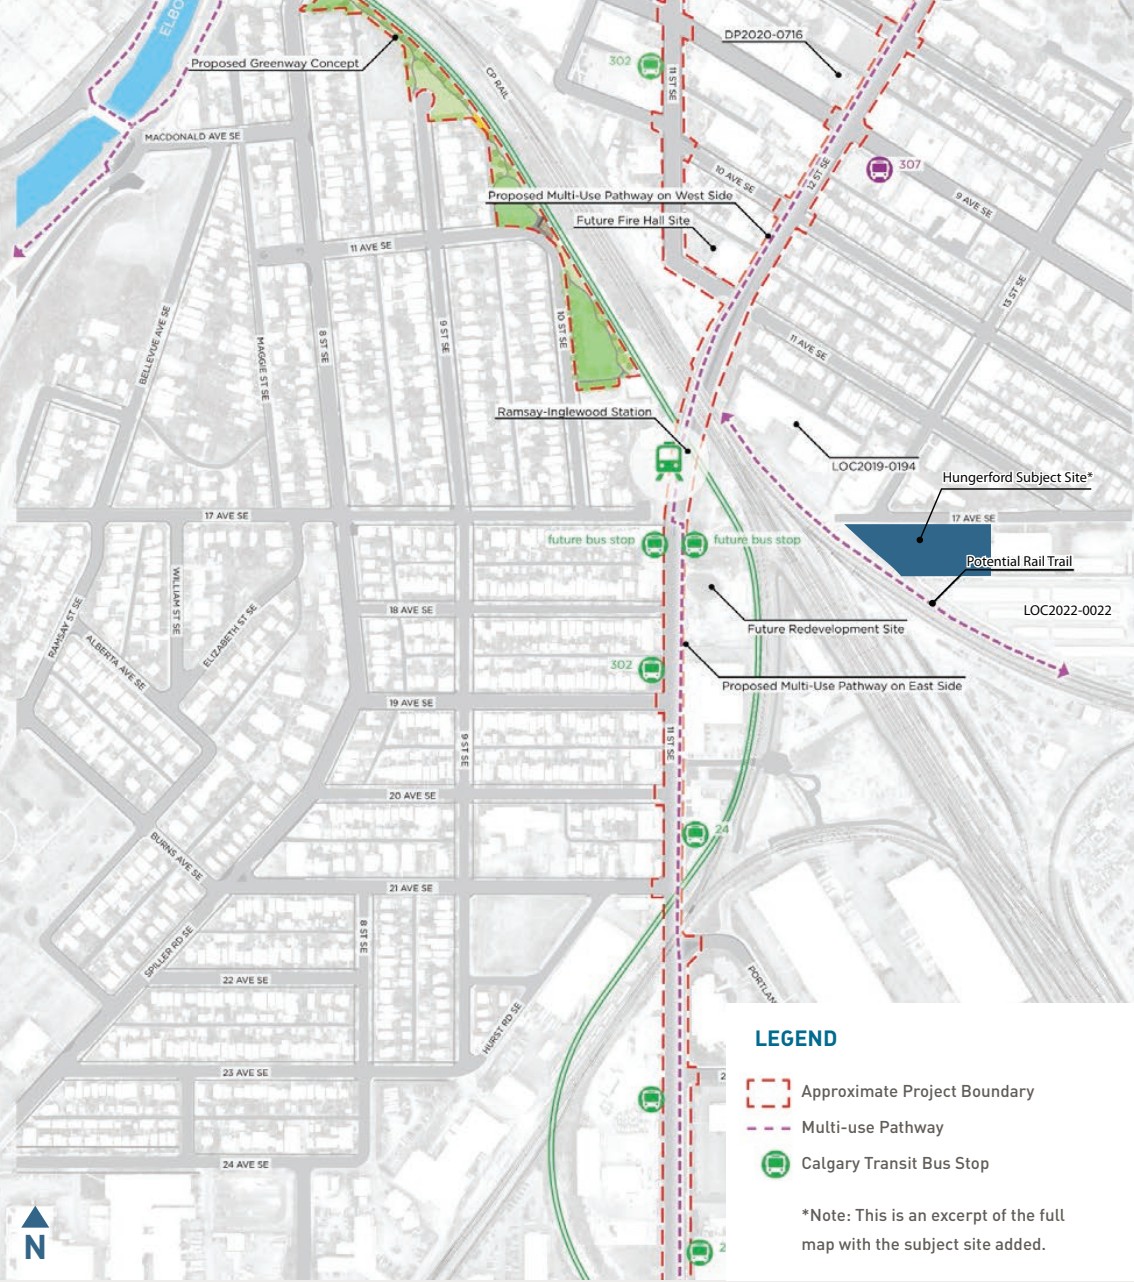 ELBO
DP2020-0716
302
11 ST SE
Proposed Greenway Concept
CP RAIL
MACDONALD AVE SE
10 AVE SE
12 ST SE
307
Proposed Multi-Use Pathway on West Side
9 AVE SE
Future Fire Hall Site
11 AVE SE
13 ST SE
BELLEVUE AVE SE
MAGGIE ST SE
8 ST SE
9 ST SE
10 ST SE
11 AVE SE
Ramsay-Inglewood Station
LOC2019-0194
Hungerford Subject Site*
17 AVE SE
17 AVE SE
future bus stop
future bus stop
Potential Rail Trail
RAMSAY ST SE
WILLIAM ST SE
ELIZABETH ST SE
18 AVE SE
LOC2022-0022
Future Redevelopment Site
ALBERTA AVE SE
302
Proposed Multi-Use Pathway on East Side
19 AVE SE
9 ST SE
11 ST SE
20 AVE SE
24
BURNS AVE SE
21 AVE SE
SPILLER RD SE
8 ST SE
22 AVE SE
PORTLAN
HURST RD SE
23 AVE SE
2
24 AVE SE
2
N
LEGEND
Approximate Project Boundary
Multi-use Pathway
Calgary Transit Bus Stop
*Note: This is an excerpt of the full
map with the subject site added.